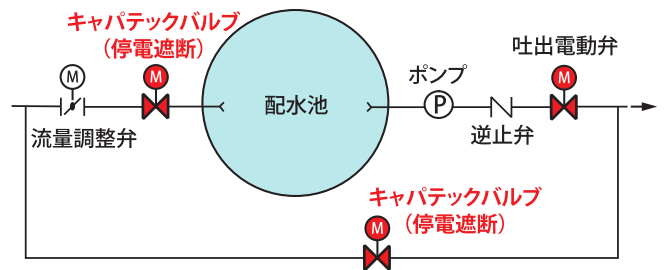 キャパテックバルブ
（停電遮断）
M
M
流量調整弁
配水池
ポンプ
P
逆止弁
吐出電動弁
M
キャパテックバルブ
（停電遮断）
M